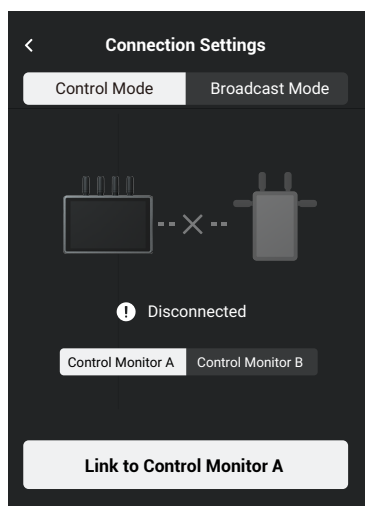 Connection Settings
Control Mode Broadcast Mode
Disconnected
Control Monitor A Control Monitor B
Link to Control Monitor A